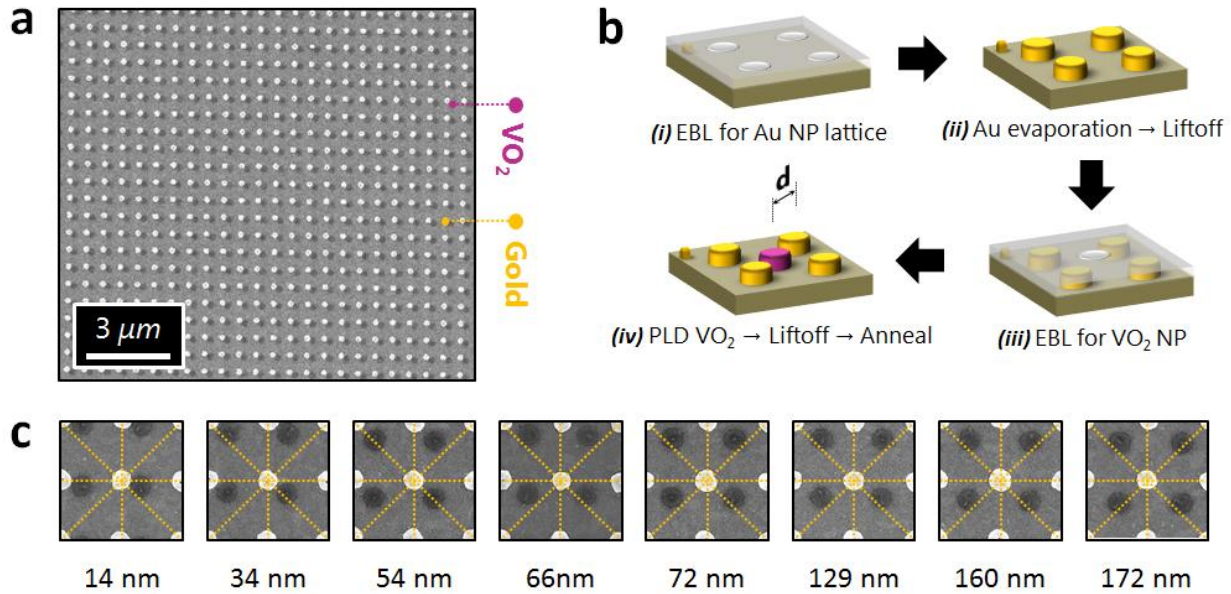 a
VO₂
Gold
3 μm
b
(i) EBL for Au NP lattice
(ii) Au evaporation → Liftoff
d
(iv) PLD VO₂ → Liftoff → Anneal
(iii) EBL for VO₂ NP
c
14 nm
34 nm
54 nm
66nm
72 nm
129 nm
160 nm
172 nm